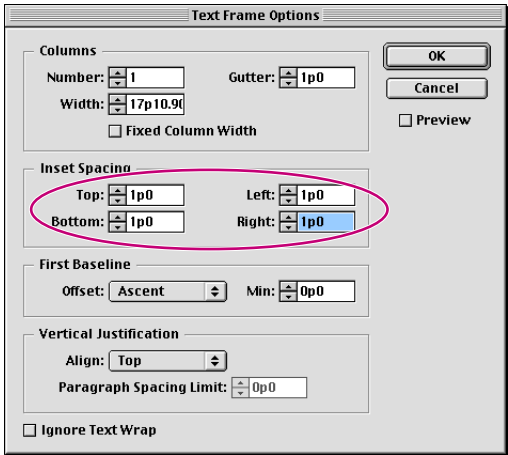 Text Frame Options
Columns
Number: 1 Gutter: 1p0
Width: 17p10.90
Fixed Column Width
OK
Cancel
Preview
Inset Spacing
Top: 1p0 Left: 1p0
Bottom: 1p0 Right: 1p0
First Baseline
Offset: Ascent Min: 0p0
Vertical Justification
Align: Top
Paragraph Spacing Limit: 0p0
Ignore Text Wrap